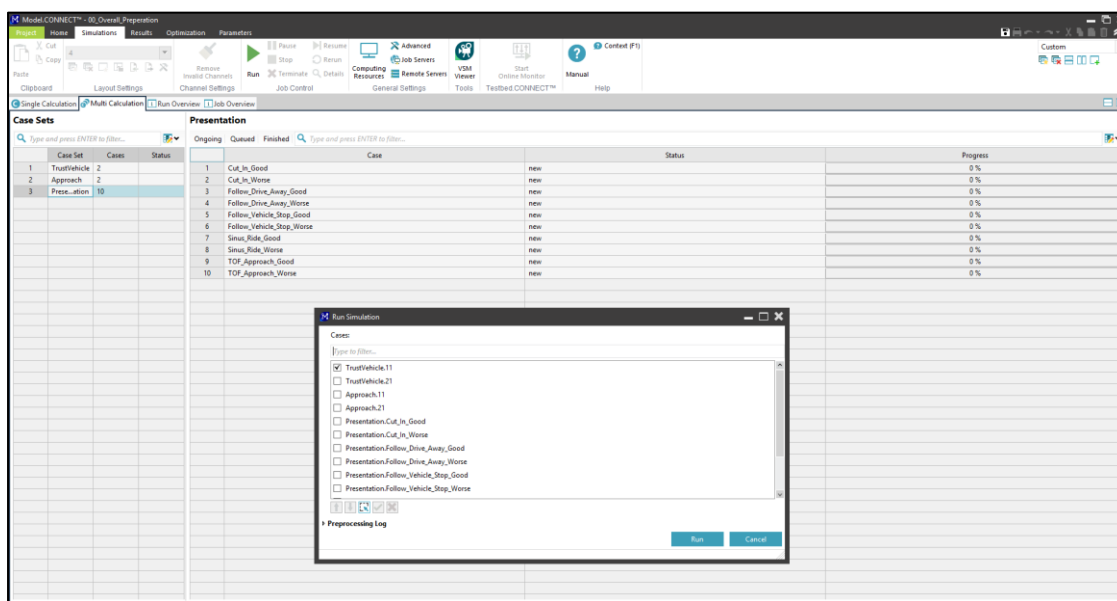 Model.CONNECT™ - 00_Overall_Preperation
Project Home Simulations Results Optimization Parameters
Cut
Copy
Paste
Clipboard
4
Layout Settings
Remove
Invalid Channels
Channel Settings
Run
Pause Resume
Stop Rerun
Terminate Details
Job Control
Computing
Resources
Advanced
Job Servers
Remote Servers
General Settings
VSM
Viewer
Tools
Start
Online Monitor
Testbed.CONNECT™
Manual
Context (F1)
Help
Custom
Single Calculation Multi Calculation Run Overview Job Overview
Case Sets
Type and press ENTER to filter...
Case Set Cases Status
1 TrustVehicle 2
2 Approach 2
3 Prese...ation 10
Presentation
Ongoing Queued Finished Type and press ENTER to filter...
Case Status Progress
1 Cut_In_Good new 0 %
2 Cut_In_Worse new 0 %
3 Follow_Drive_Away_Good new 0 %
4 Follow_Drive_Away_Worse new 0 %
5 Follow_Vehicle_Stop_Good new 0 %
6 Follow_Vehicle_Stop_Worse new 0 %
7 Sinus_Ride_Good new 0 %
8 Sinus_Ride_Worse new 0 %
9 TOF_Approach_Good new 0 %
10 TOF_Approach_Worse new 0 %
Run Simulation
Cases:
Type to filter...
TrustVehicle.11
TrustVehicle.21
Approach.11
Approach.21
Presentation.Cut_In_Good
Presentation.Cut_In_Worse
Presentation.Follow_Drive_Away_Good
Presentation.Follow_Drive_Away_Worse
Presentation.Follow_Vehicle_Stop_Good
Presentation.Follow_Vehicle_Stop_Worse
Preprocessing Log
Run Cancel